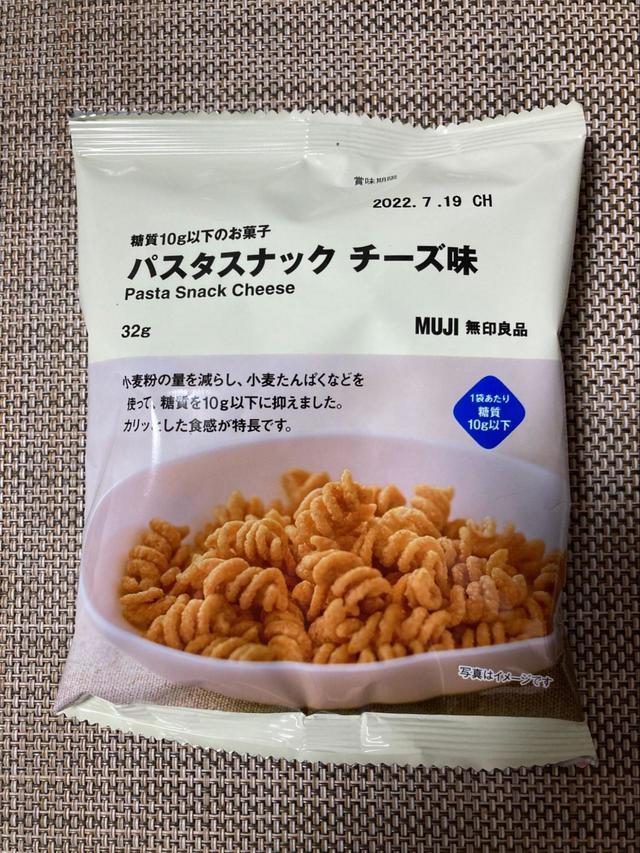 賞味期限
2022.7.19 CH
糖質10g以下のお菓子
パスタスナック チーズ味
Pasta Snack Cheese
32g
MUJI 無印良品
小麦粉の量を減らし、小麦たんぱくなどを
使って、糖質を10g以下に抑えました。
カリッとした食感が特長です。
1袋あたり
糖質
10g以下
写真はイメージです